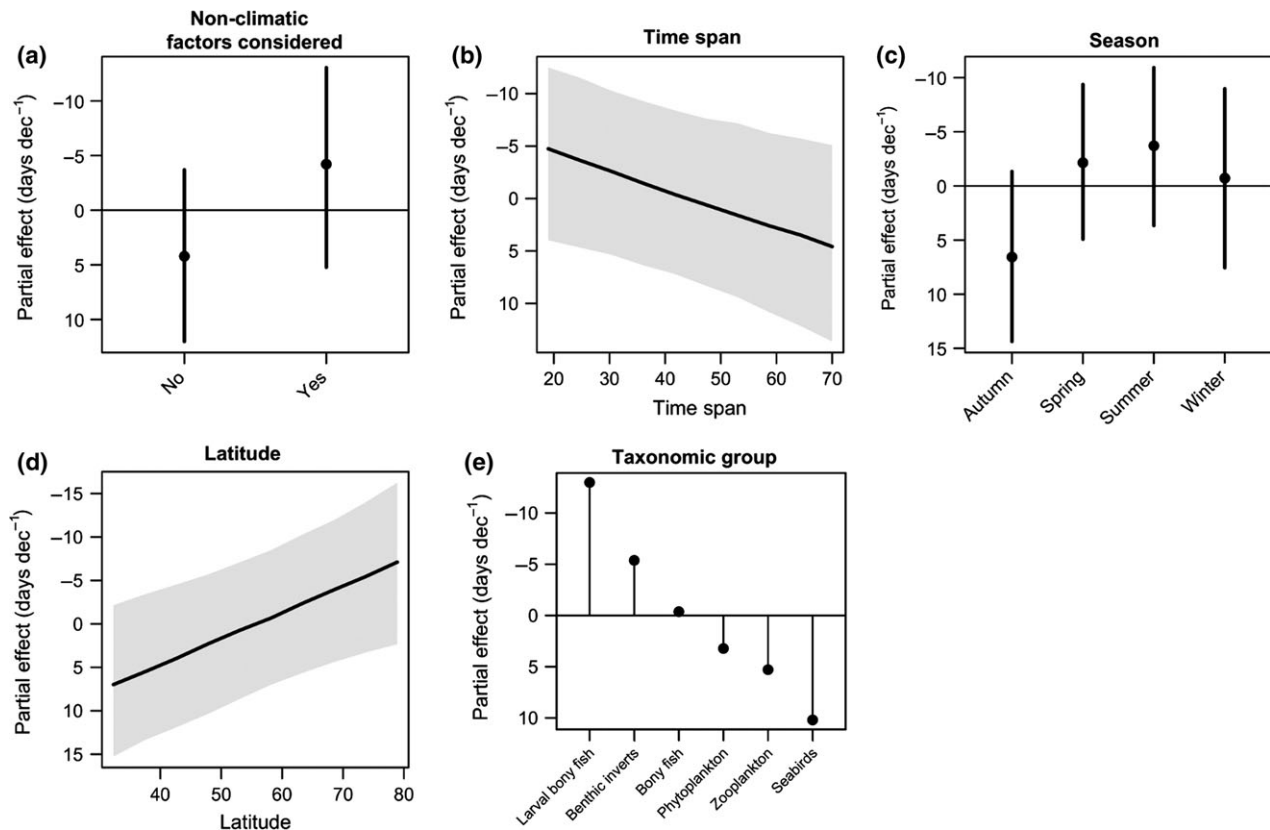 (a)
Non-climatic
factors considered
Partial effect (days dec⁻¹)
–10
–5
0
5
10
No
Yes
(b)
Time span
Partial effect (days dec⁻¹)
–10
–5
0
5
10
20
30
40
50
60
70
Time span
(c)
Season
Partial effect (days dec⁻¹)
–10
–5
0
5
10
15
Autumn
Spring
Summer
Winter
(d)
Latitude
Partial effect (days dec⁻¹)
–15
–10
–5
0
5
10
15
40
50
60
70
80
Latitude
(e)
Taxonomic group
Partial effect (days dec⁻¹)
–10
–5
0
5
10
Larval bony fish
Benthic inverts
Bony fish
Phytoplankton
Zooplankton
Seabirds